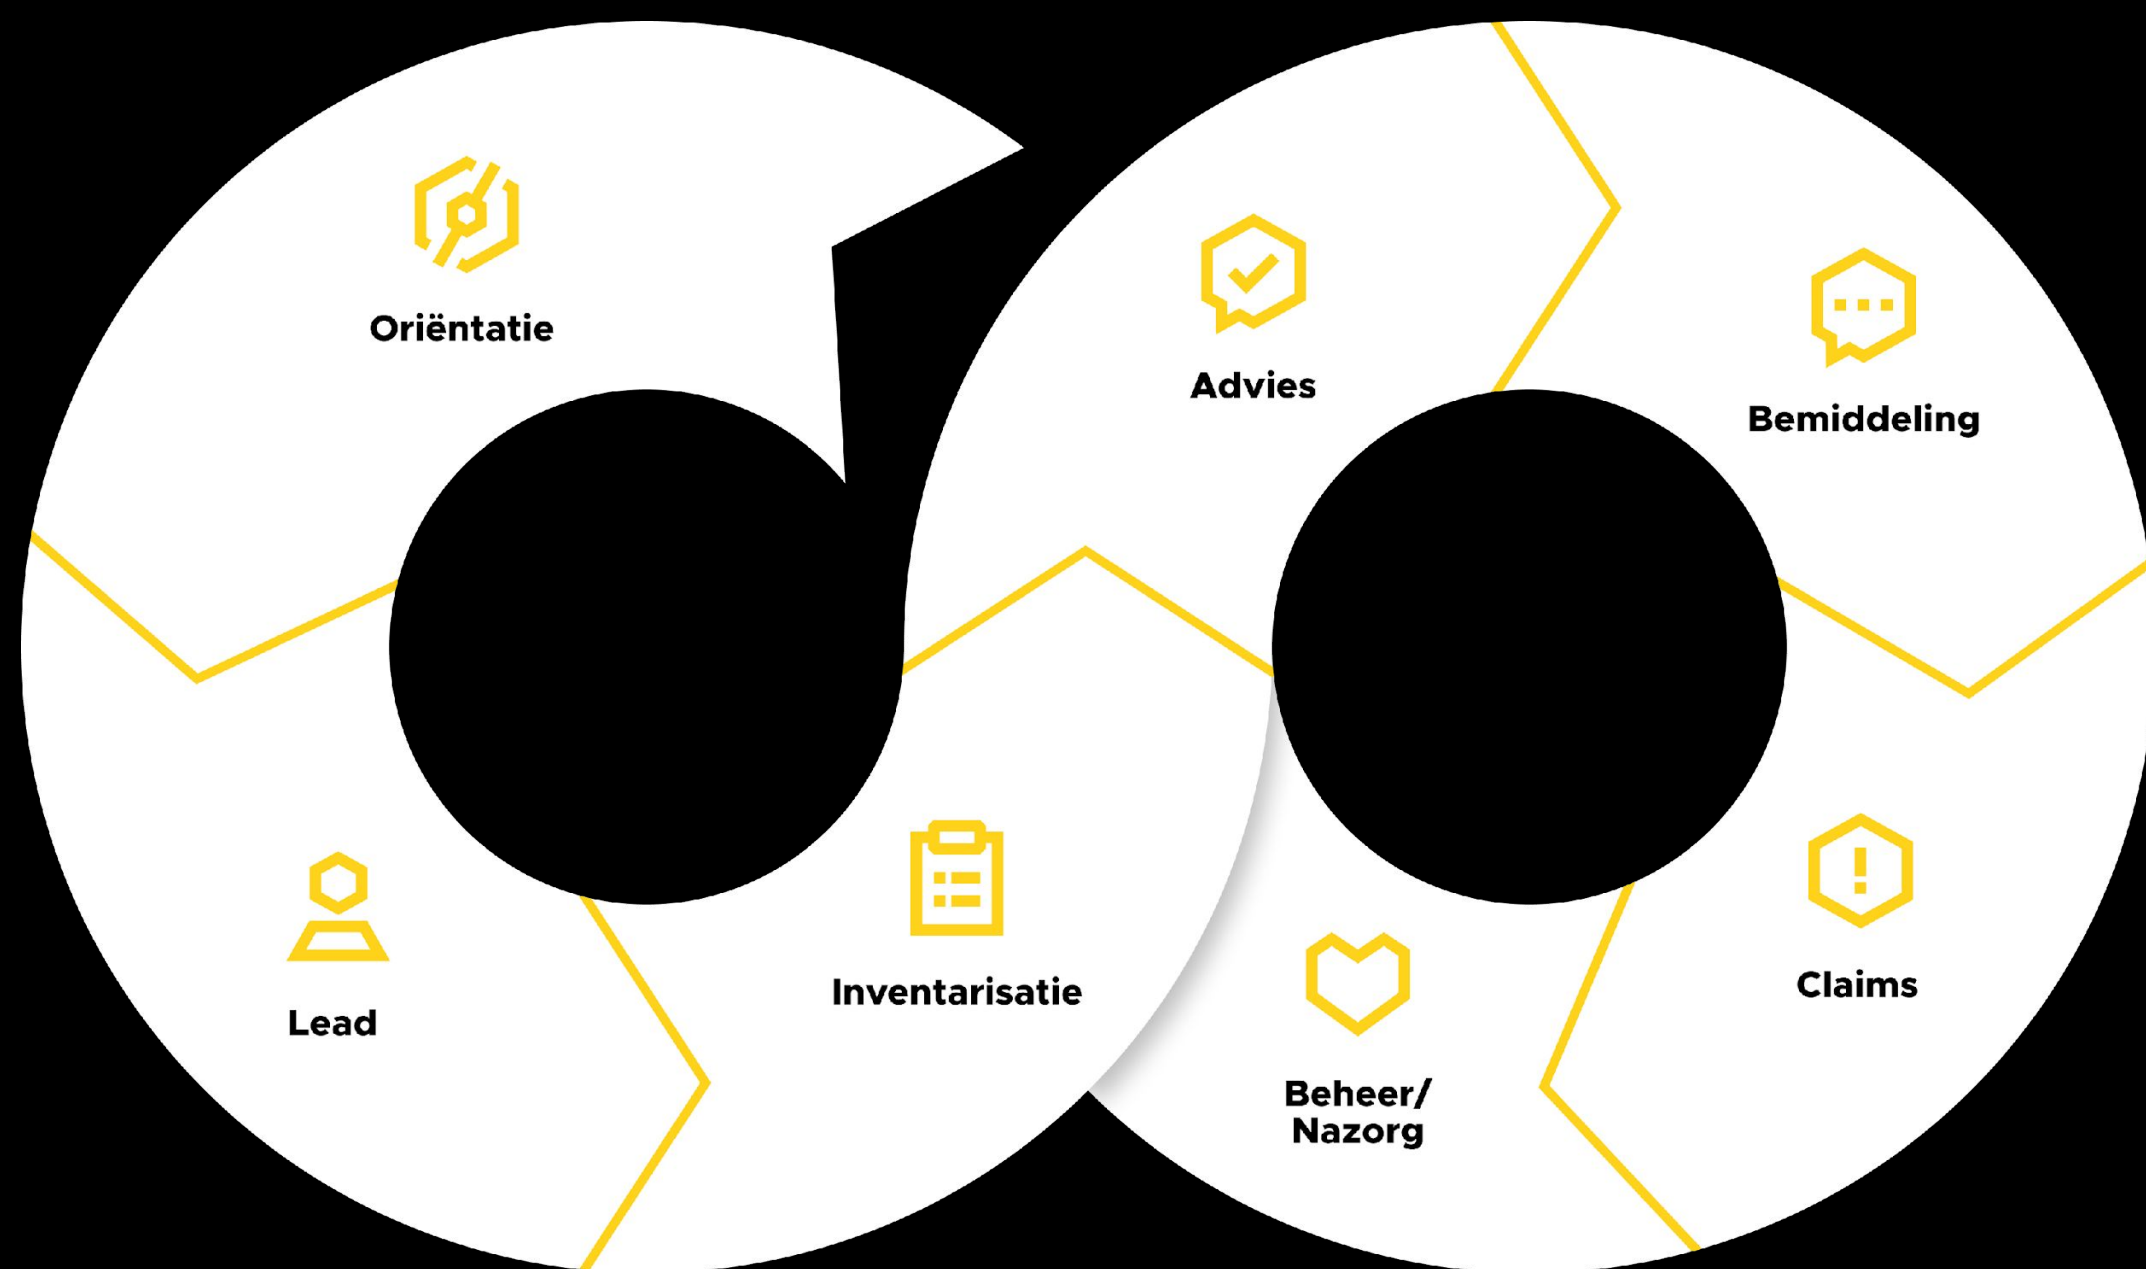 Oriëntatie
Lead
Inventarisatie
Advies
Bemiddeling
Claims
Beheer/
Nazorg